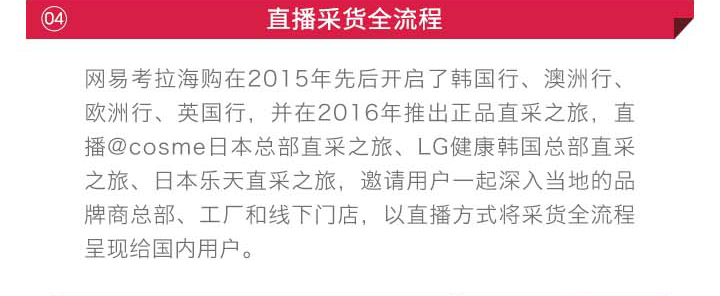 04 直播采货全流程
网易考拉海购在2015年先后开启了韩国行、澳洲行、
欧洲行、英国行，并在2016年推出正品直采之旅，直
播@cosme日本总部直采之旅、LG健康韩国总部直采
之旅、日本乐天直采之旅，邀请用户一起深入当地的品
牌商总部、工厂和线下门店，以直播方式将采货全流程
呈现给国内用户。